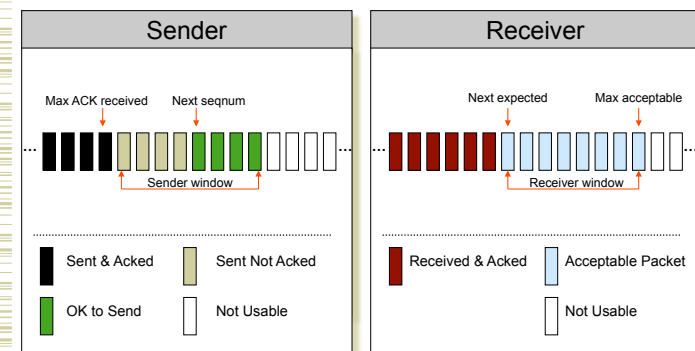 Sender
Max ACK received
Next seqnum
...
...
Sender window
Sent & Acked
Sent Not Acked
OK to Send
Not Usable
Receiver
Next expected
Max acceptable
...
...
Receiver window
Received & Acked
Acceptable Packet
Not Usable